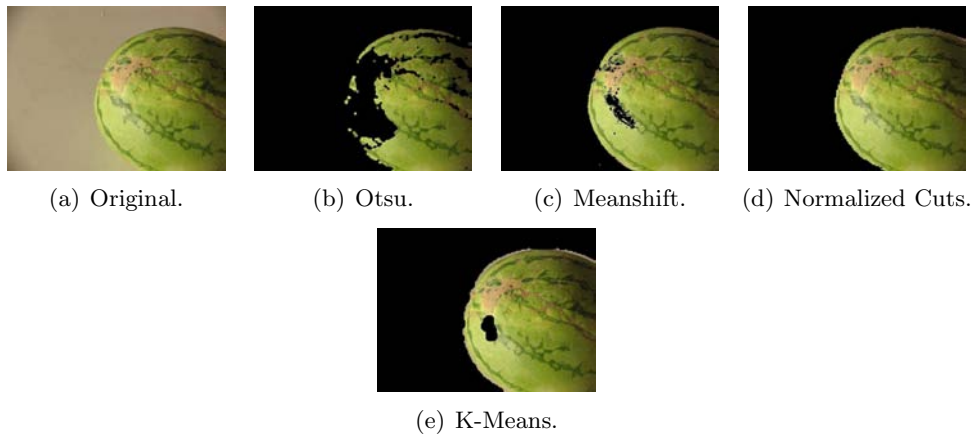 (a) Original.
(b) Otsu.
(c) Meanshift.
(d) Normalized Cuts.
(e) K-Means.